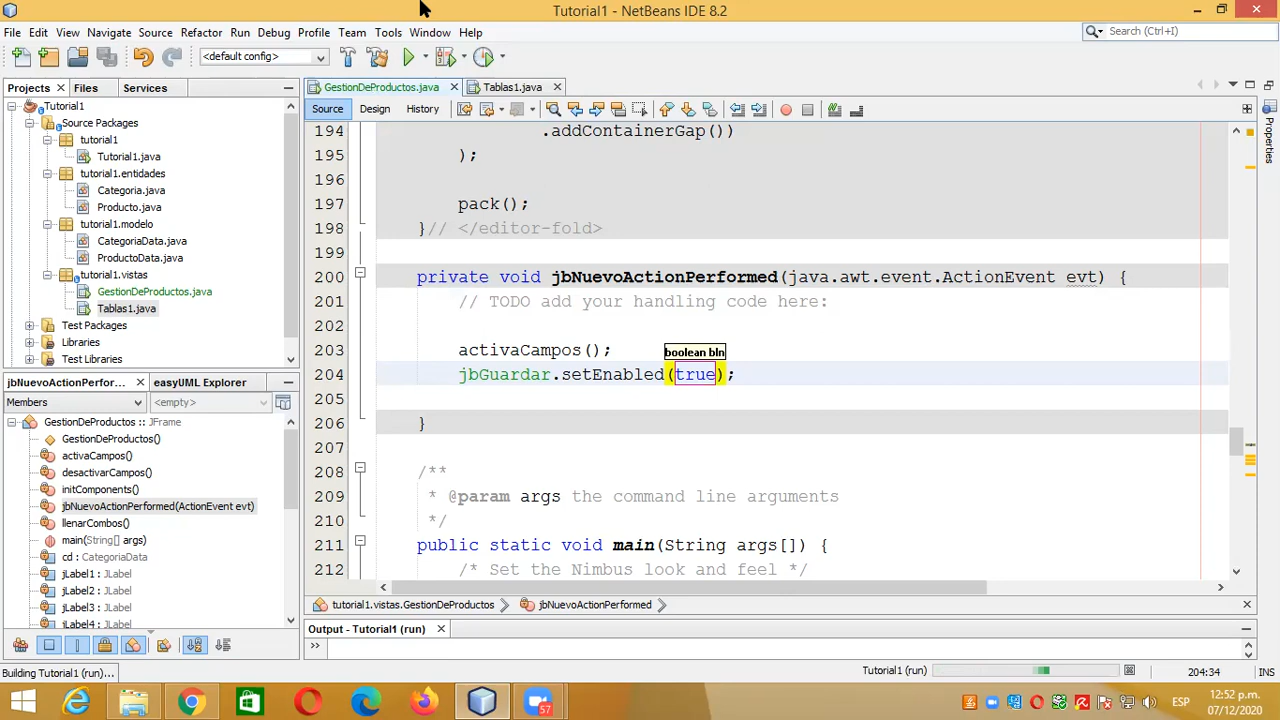 Tutorial1 - NetBeans IDE 8.2
File Edit View Navigate Source Refactor Run Debug Profile Team Tools Window Help
Search (Ctrl+I)
<default config>
Projects Files Services
GestionDeProductos.java Tablas1.java
Source Design History
Tutorial1
Source Packages
tutorial1
Tutorial1.java
tutorial1.entidades
Categoria.java
Producto.java
tutorial1.modelo
CategoriaData.java
ProductoData.java
tutorial1.vistas
GestionDeProductos.java
Tablas1.java
Test Packages
Libraries
Test Libraries
194 .addContainerGap())
195 );
196
197 pack();
198 }// </editor-fold>
199
200 private void jbNuevoActionPerformed(java.awt.event.ActionEvent evt) {
201 // TODO add your handling code here:
202
203 activaCampos();
boolean bln
204 jbGuardar.setEnabled(true);
205
206 }
207
208 /**
209 * @param args the command line arguments
210 */
211 public static void main(String args[]) {
212 /* Set the Nimbus look and feel */
Properties
jbNuevoActionPerfor... easyUML Explorer
Members <empty>
GestionDeProductos :: JFrame
GestionDeProductos()
activaCampos()
desactivarCampos()
initComponents()
jbNuevoActionPerformed(ActionEvent evt)
llenarCombos()
main(String[] args)
cd : CategoriaData
jLabel1 : JLabel
jLabel2 : JLabel
jLabel3 : JLabel
jLabel4 : JLabel
tutorial1.vistas.GestionDeProductos jbNuevoActionPerformed
Output - Tutorial1 (run)
Building Tutorial1 (run)...
Tutorial1 (run)
204:34 INS
57
ESP
12:52 p.m.
07/12/2020